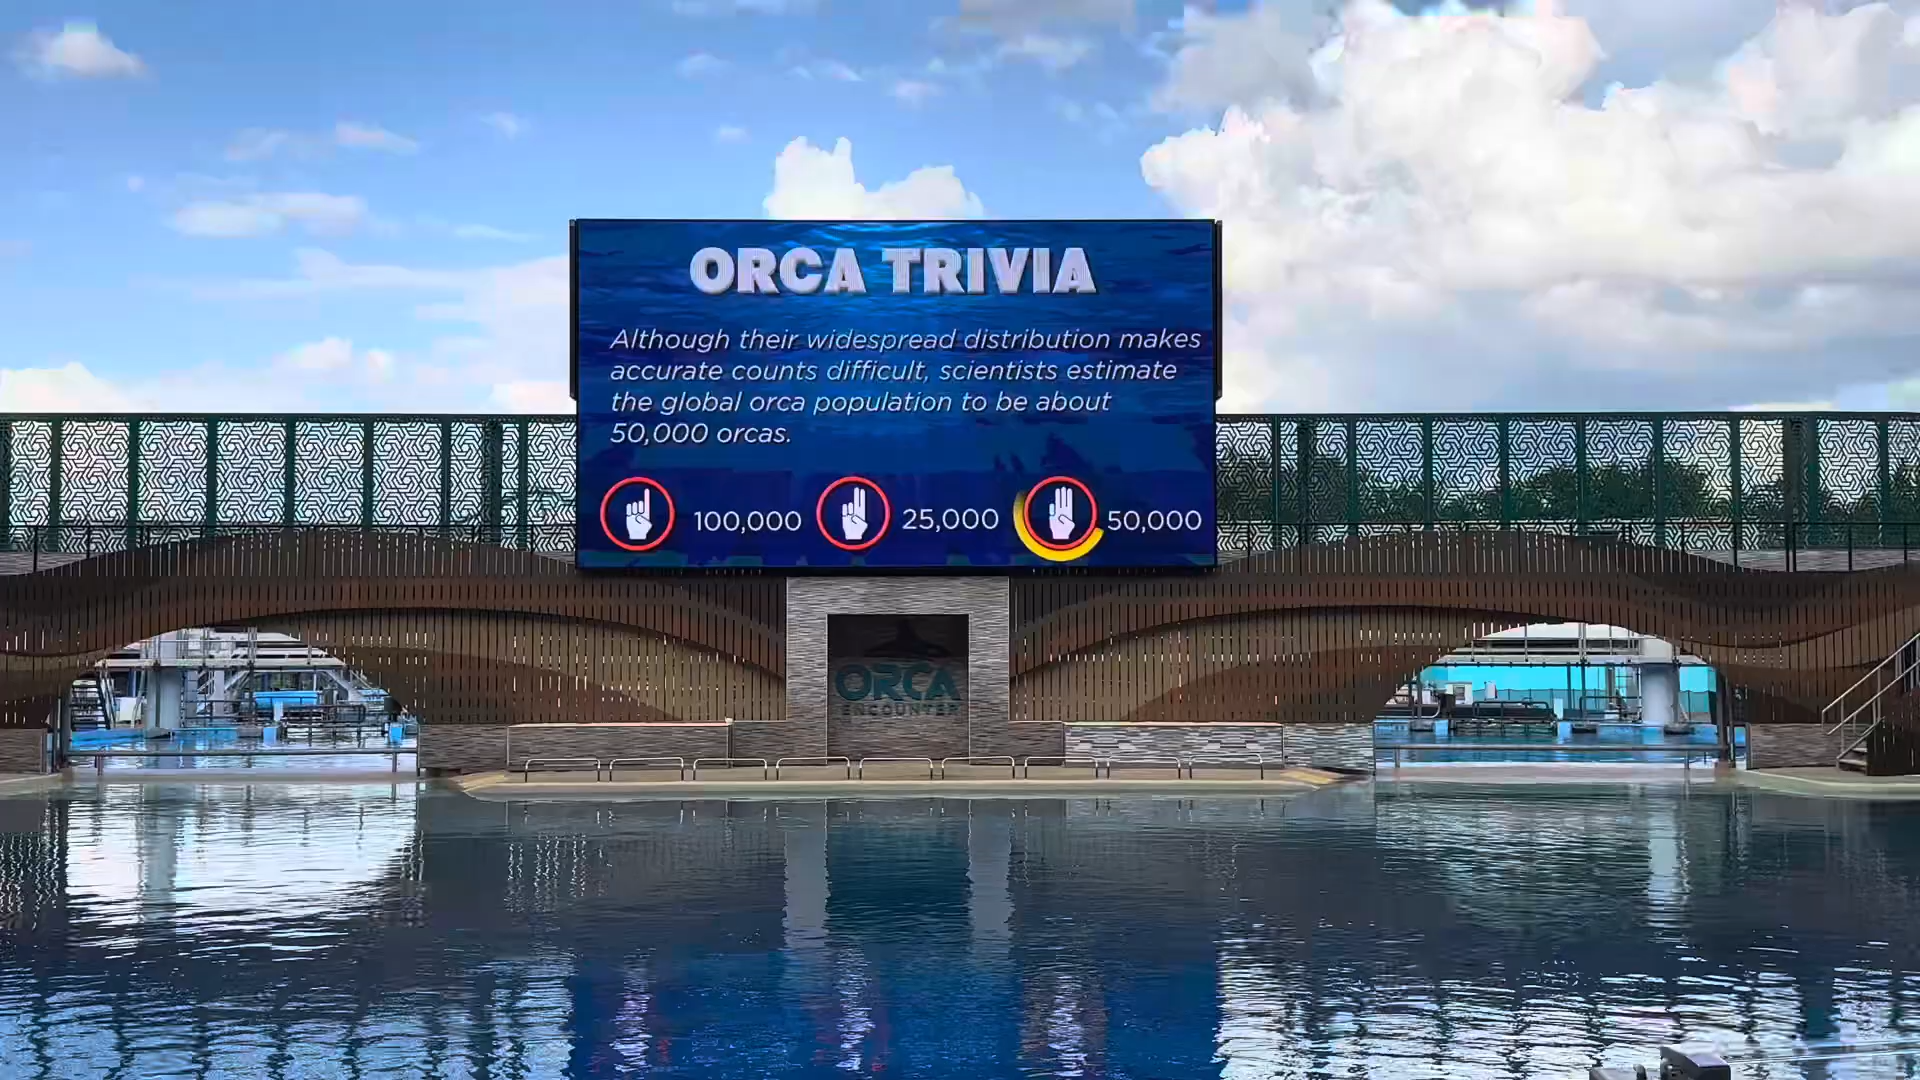 ORCA TRIVIA
Although their widespread distribution makes
accurate counts difficult, scientists estimate
the global orca population to be about
50,000 orcas.
100,000 25,000 50,000
ORCA
ENCOUNTER